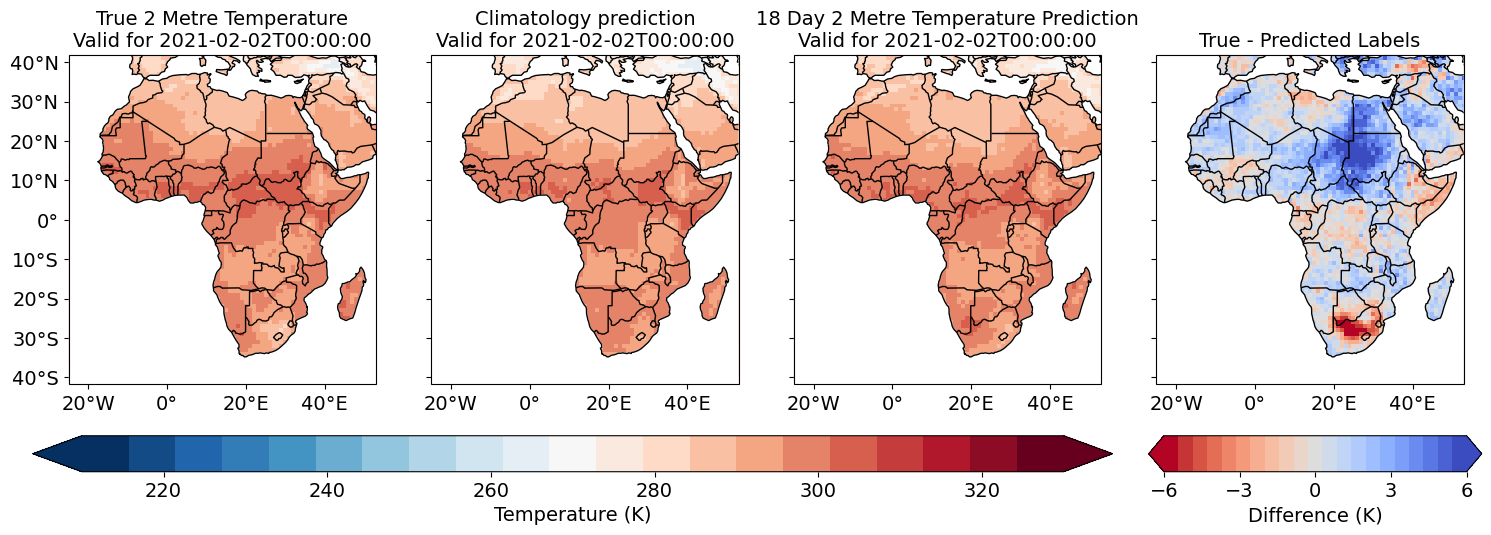 True 2 Metre Temperature
Valid for 2021-02-02T00:00:00
Climatology prediction
Valid for 2021-02-02T00:00:00
18 Day 2 Metre Temperature Prediction
Valid for 2021-02-02T00:00:00
True - Predicted Labels
40°N
30°N
20°N
10°N
0°
10°S
20°S
30°S
40°S
20°W 0° 20°E 40°E
20°W 0° 20°E 40°E
20°W 0° 20°E 40°E
20°W 0° 20°E 40°E
220 240 260 280 300 320
Temperature (K)
−6 −3 0 3 6
Difference (K)